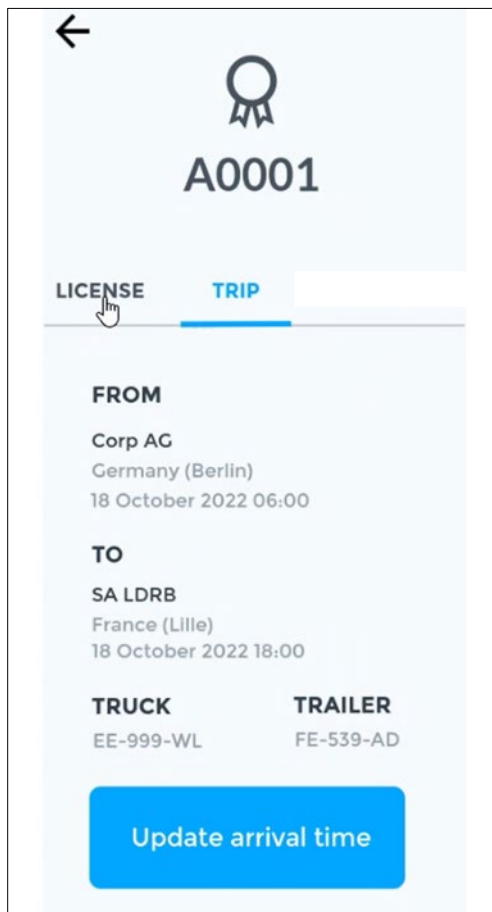 A0001
LICENSE TRIP
FROM
Corp AG
Germany (Berlin)
18 October 2022 06:00
TO
SA LDRB
France (Lille)
18 October 2022 18:00
TRUCK TRAILER
EE-999-WL FE-539-AD
Update arrival time